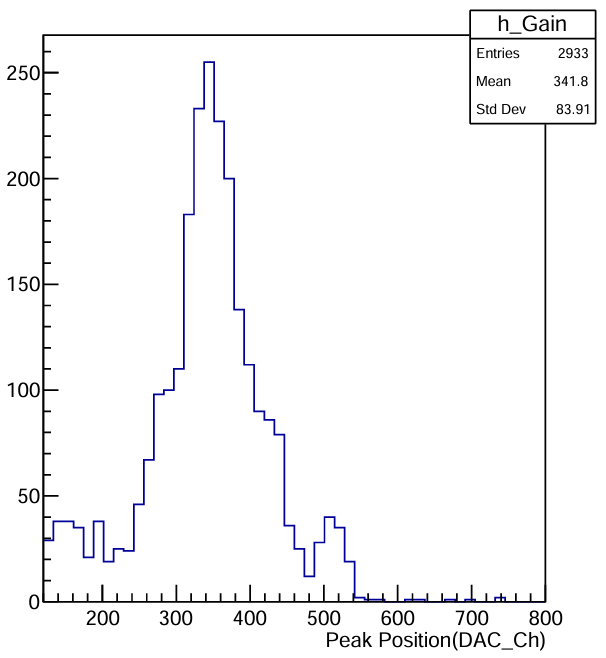 h_Gain
Entries 2933
Mean 341.8
Std Dev 83.91
250
200
150
100
50
0
200 300 400 500 600 700 800
Peak Position(DAC_Ch)